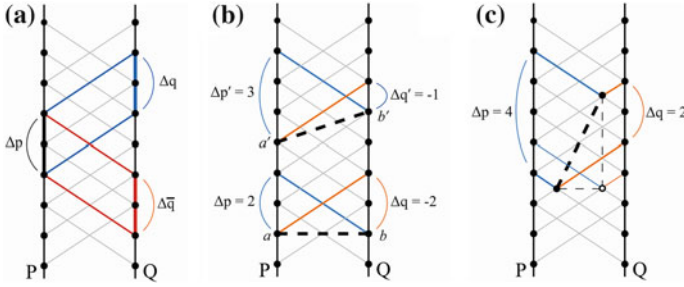 (a)
Δq
Δp
Δq̅
P
Q
(b)
Δp' = 3
Δq' = -1
b'
a'
Δp = 2
Δq = -2
a
b
P
Q
(c)
Δp = 4
Δq = 2
P
Q